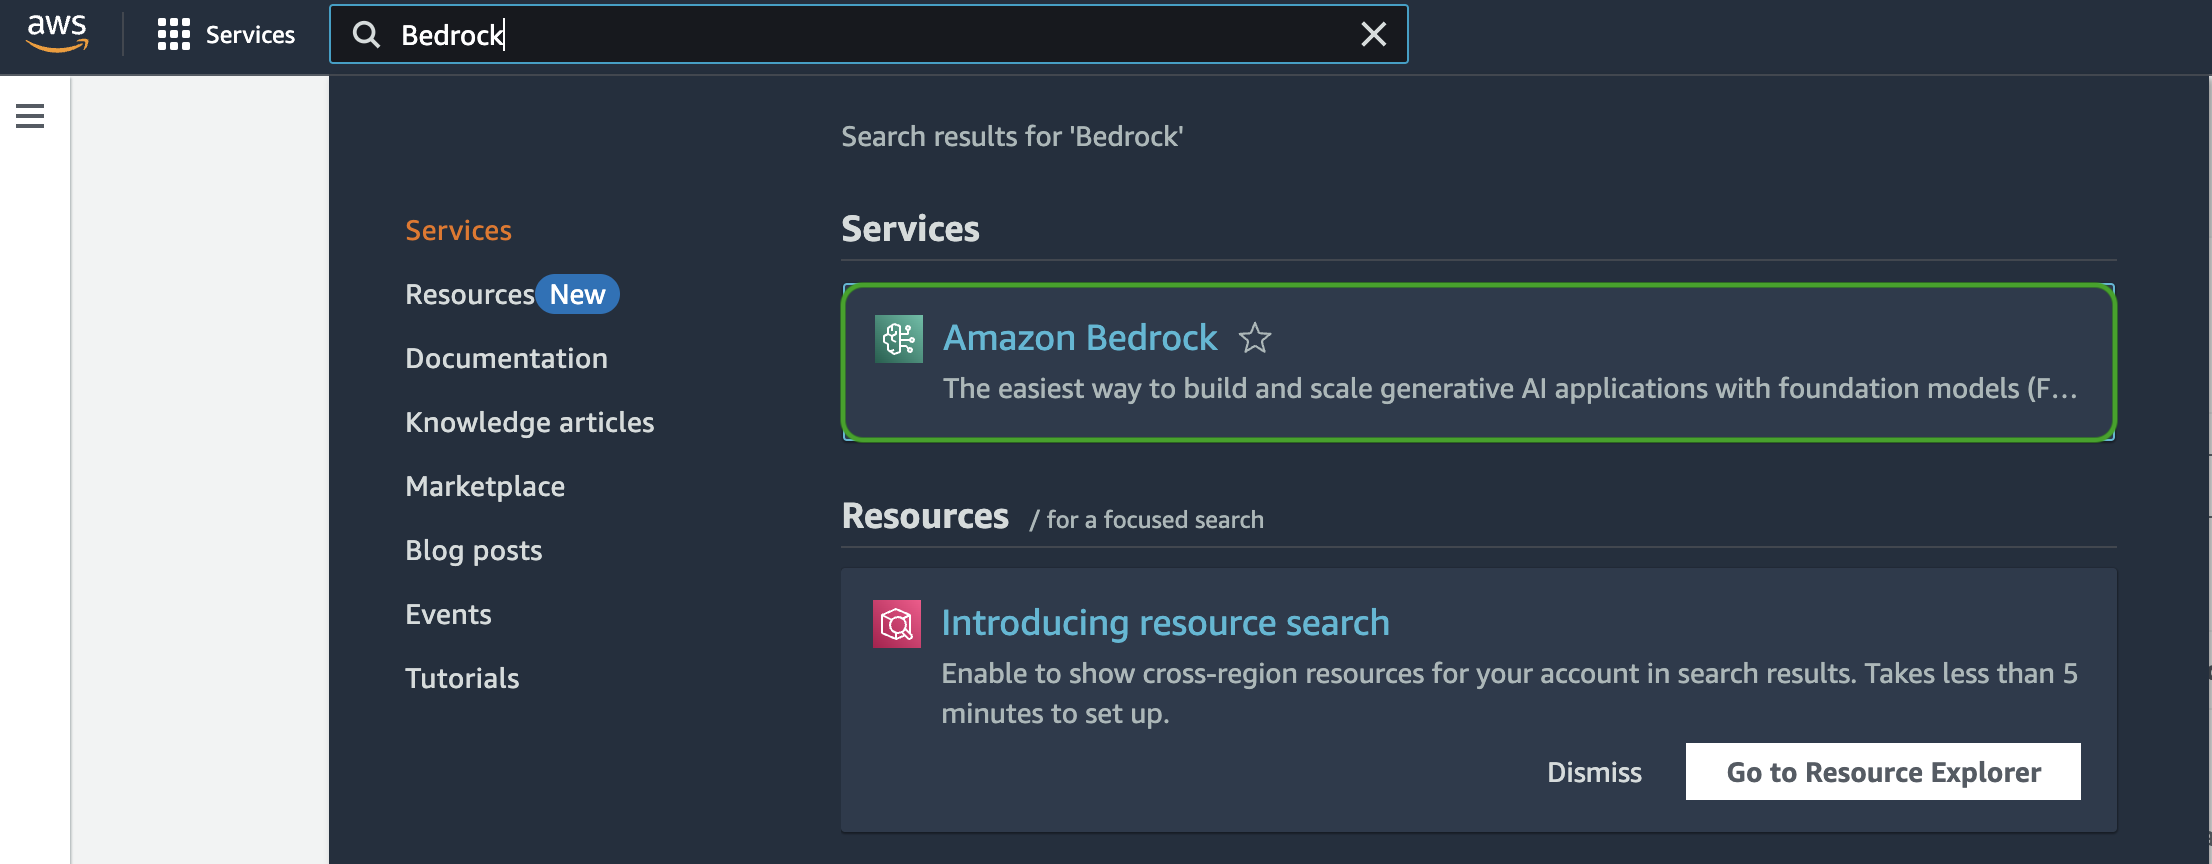 aws
Services
Bedrock
Search results for 'Bedrock'
Services
Resources New
Documentation
Knowledge articles
Marketplace
Blog posts
Events
Tutorials
Services
Amazon Bedrock
The easiest way to build and scale generative AI applications with foundation models (F...
Resources / for a focused search
Introducing resource search
Enable to show cross-region resources for your account in search results. Takes less than 5
minutes to set up.
Dismiss
Go to Resource Explorer